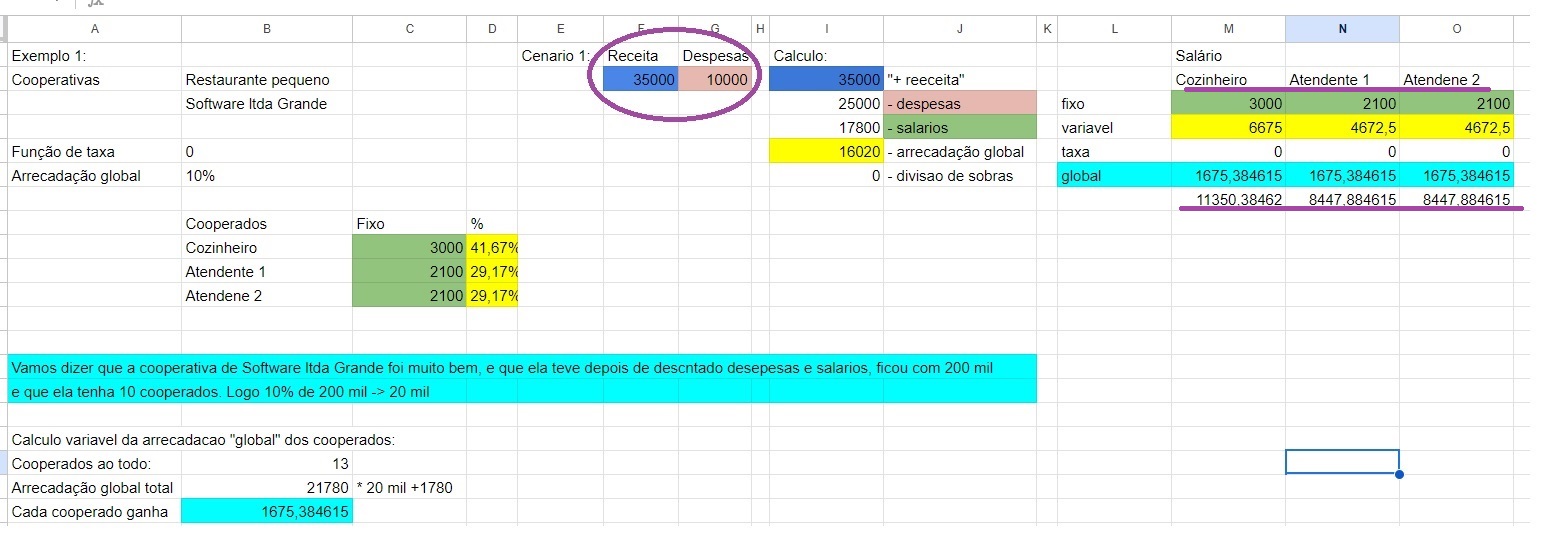 A B C D E F G H I J K L M N O
Exemplo 1: Cenario 1: Receita Despesas Calculo: Salário
Cooperativas Restaurante pequeno 35000 10000 35000 "+ reeceita" Cozinheiro Atendente 1 Atendene 2
Software ltda Grande 25000 - despesas fixo 3000 2100 2100
17800 - salarios variavel 6675 4672,5 4672,5
Função de taxa 0 16020 - arrecadação global taxa 0 0 0
Arrecadação global 10% 0 - divisao de sobras global 1675,384615 1675,384615 1675,384615
11350,38462 8447,884615 8447,884615
Cooperados Fixo %
Cozinheiro 3000 41,67%
Atendente 1 2100 29,17%
Atendene 2 2100 29,17%
Vamos dizer que a cooperativa de Software ltda Grande foi muito bem, e que ela teve depois de descntado desepesas e salarios, ficou com 200 mil
e que ela tenha 10 cooperados. Logo 10% de 200 mil -> 20 mil
Calculo variavel da arrecadacao "global" dos cooperados:
Cooperados ao todo: 13
Arrecadação global total 21780 * 20 mil +1780
Cada cooperado ganha 1675,384615